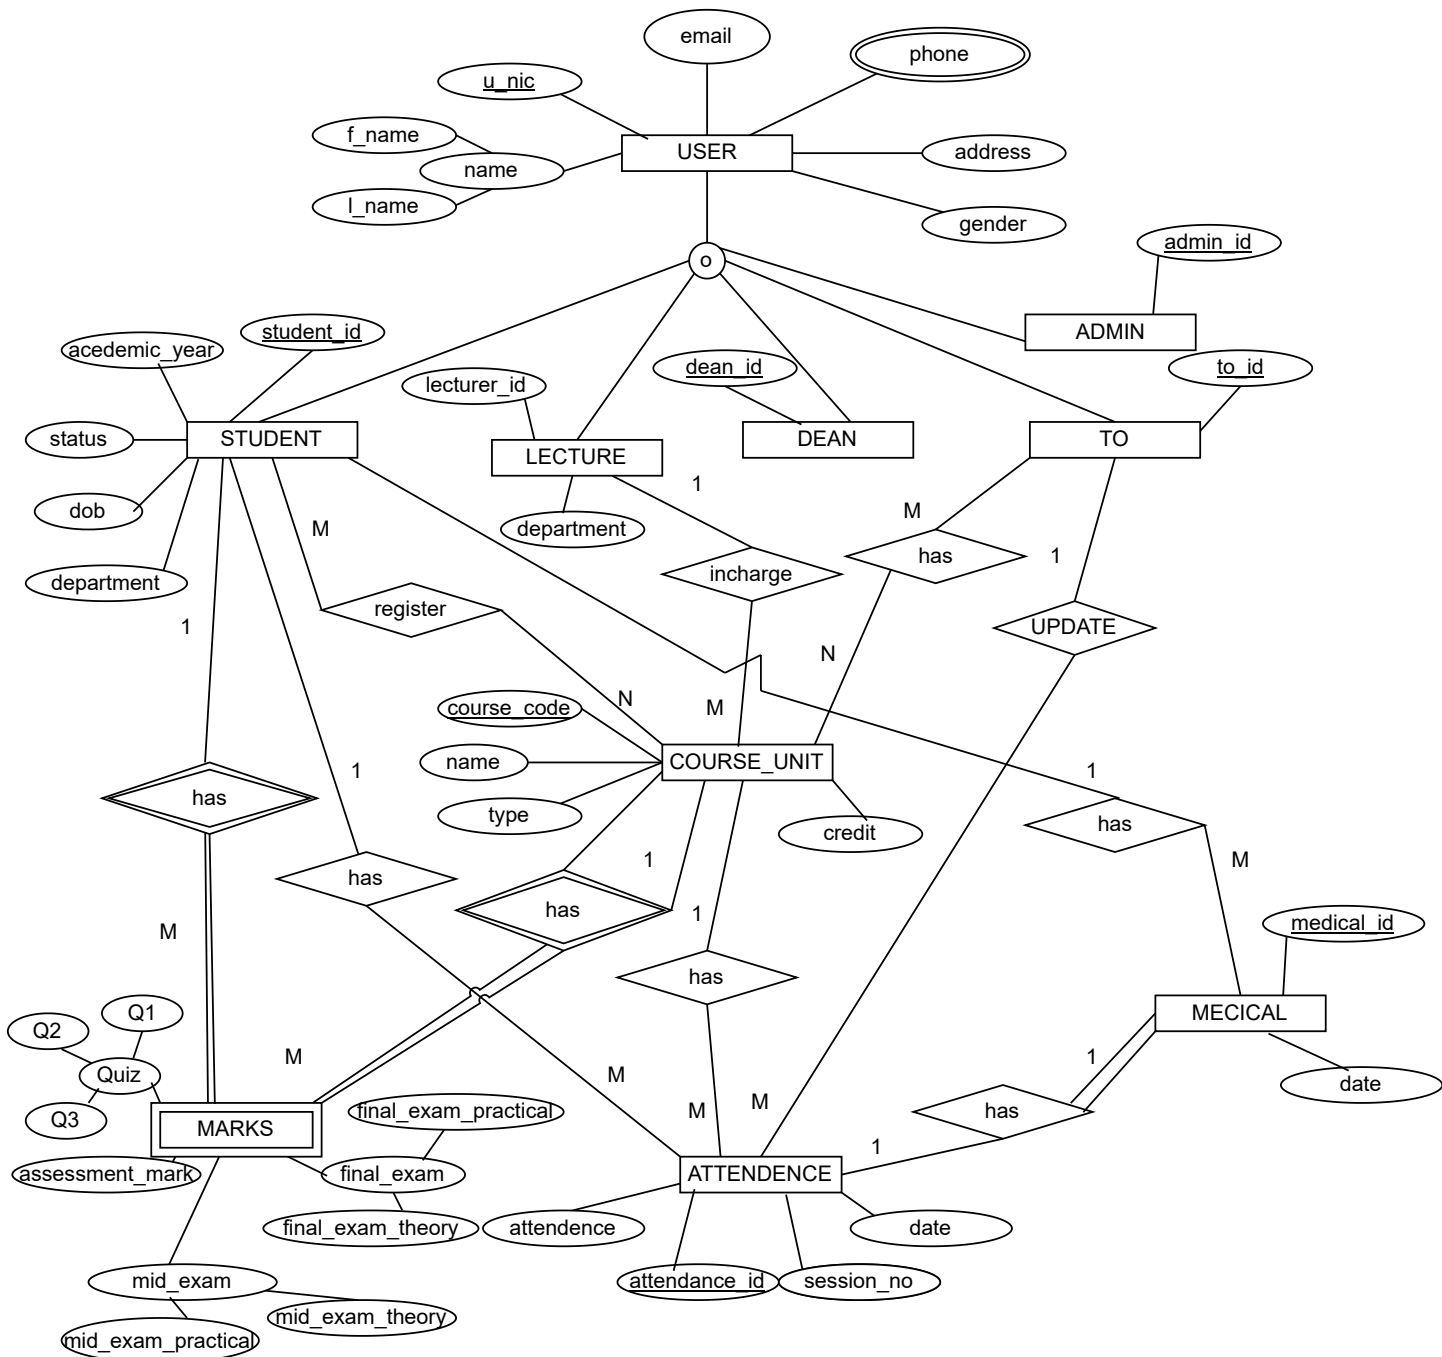 email
phone
u_nic
f_name
USER
address
name
l_name
gender
admin_id
o
ADMIN
student_id
acedemic_year
dean_id
to_id
lecturer_id
status
STUDENT
DEAN
TO
LECTURE
1
dob
M
M
department
has
1
incharge
department
register
1
UPDATE
N
N
course_code
M
name
COURSE_UNIT
1
1
has
type
has
credit
1
M
has
has
1
medical_id
M
has
Q1
MECICAL
Q2
M
1
Quiz
M
date
M
M
has
Q3
final_exam_practical
MARKS
1
assessment_mark
final_exam
ATTENDENCE
final_exam_theory
attendence
date
mid_exam
attendance_id
session_no
mid_exam_theory
mid_exam_practical